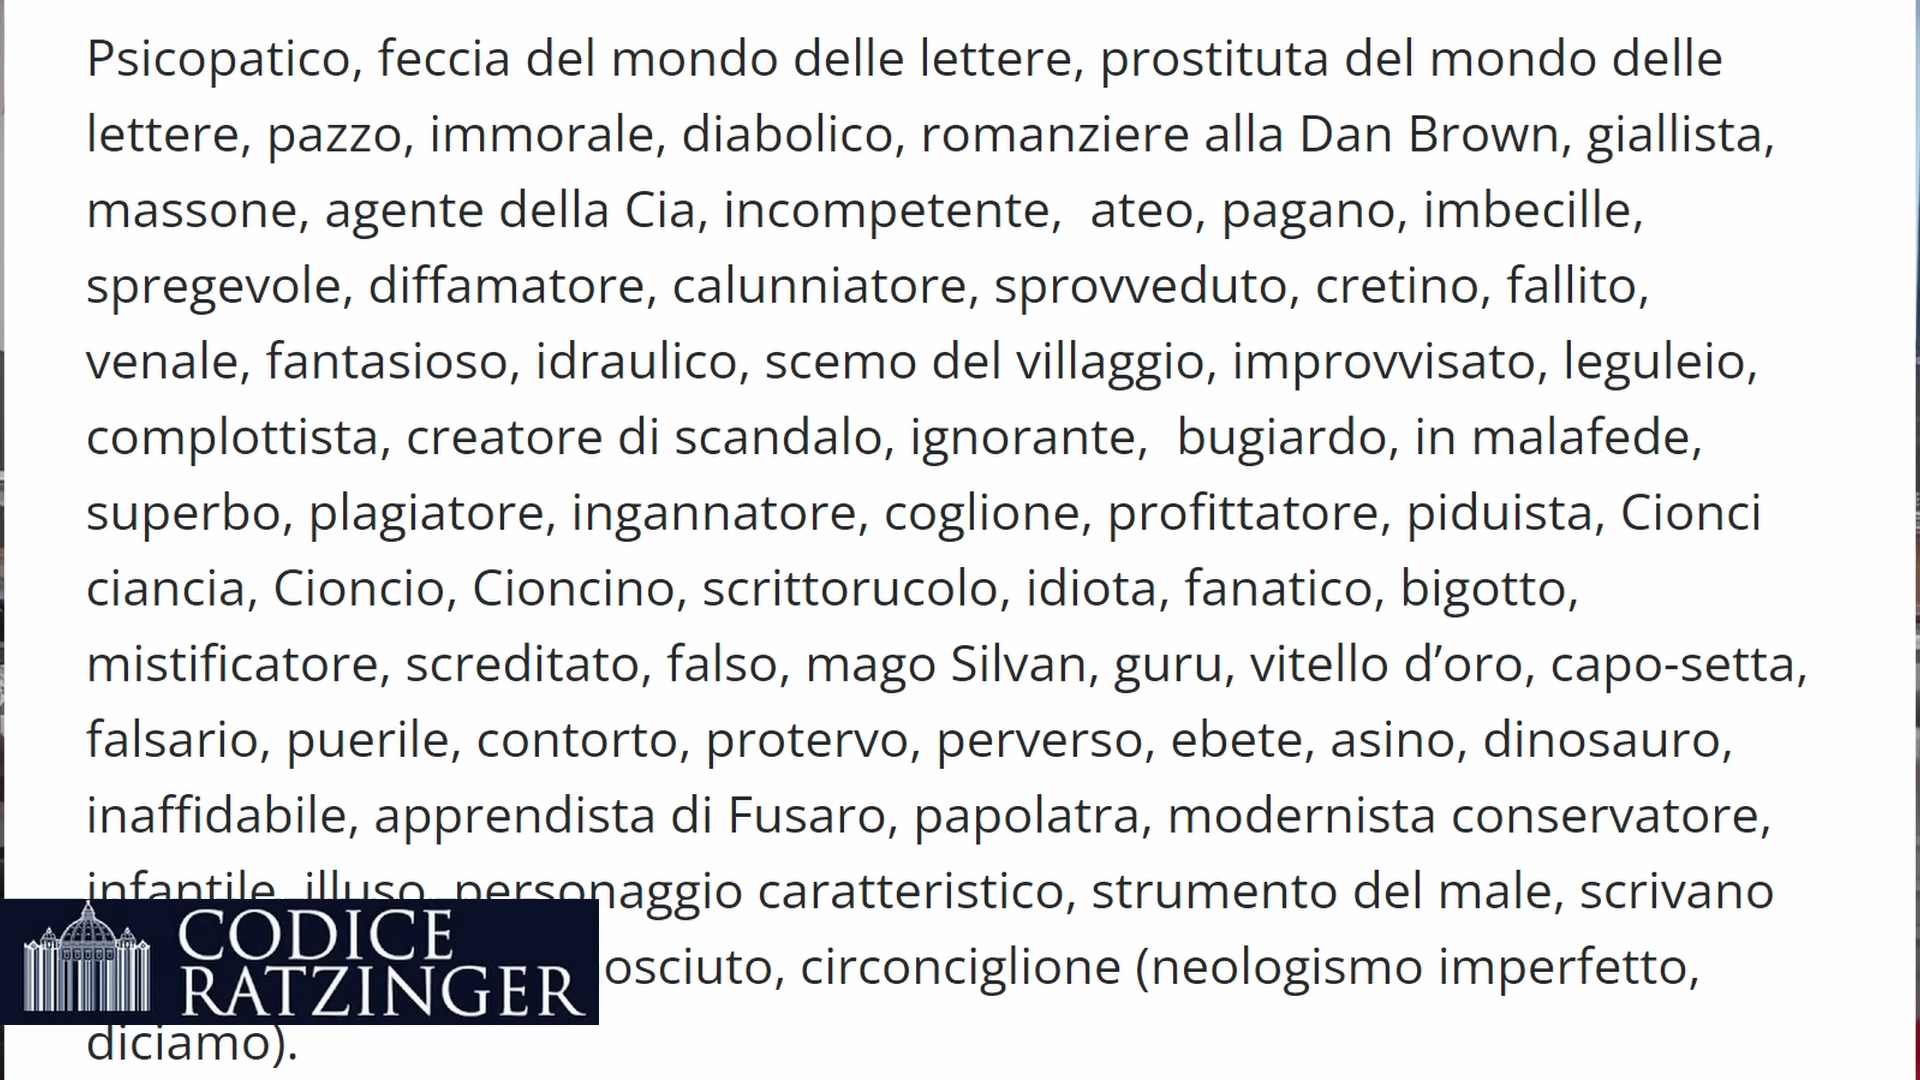 Psicopatico, feccia del mondo delle lettere, prostituta del mondo delle
lettere, pazzo, immorale, diabolico, romanziere alla Dan Brown, giallista,
massone, agente della Cia, incompetente,  ateo, pagano, imbecille,
spregevole, diffamatore, calunniatore, sprovveduto, cretino, fallito,
venale, fantasioso, idraulico, scemo del villaggio, improvvisato, leguleio,
complottista, creatore di scandalo, ignorante,  bugiardo, in malafede,
superbo, plagiatore, ingannatore, coglione, profittatore, piduista, Cionci
ciancia, Cioncio, Cioncino, scrittorucolo, idiota, fanatico, bigotto,
mistificatore, screditato, falso, mago Silvan, guru, vitello d’oro, capo-setta,
falsario, puerile, contorto, protervo, perverso, ebete, asino, dinosauro,
inaffidabile, apprendista di Fusaro, papolatra, modernista conservatore,
infantile, illuso, personaggio caratteristico, strumento del male, scrivano
osciuto, circonciglione (neologismo imperfetto,
diciamo).
CODICE
RATZINGER